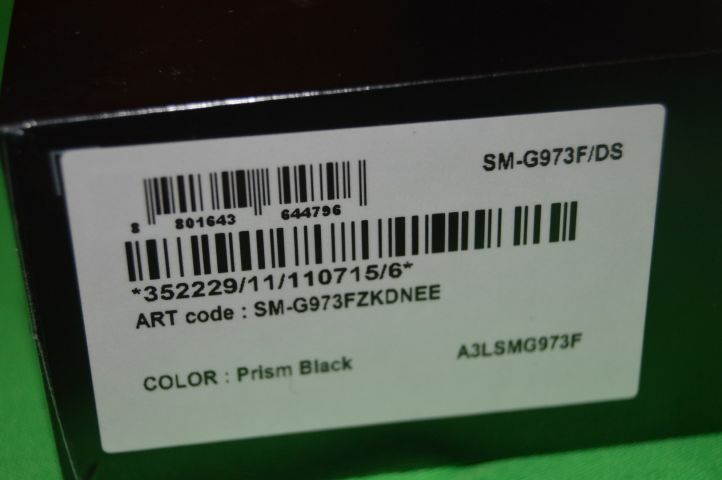 SM-G973F/DS
8 801643 644796
*352229/11/110715/6*
ART code : SM-G973FZKDNEE
COLOR : Prism Black A3LSMG973F